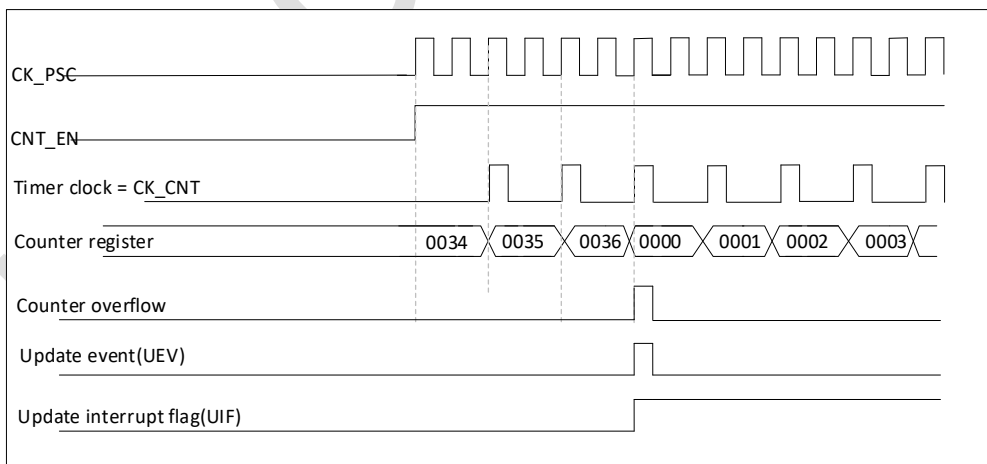 CK_PSC
CNT_EN
Timer clock = CK_CNT
Counter register 0034 0035 0036 0000 0001 0002 0003
Counter overflow
Update event(UEV)
Update interrupt flag(UIF)